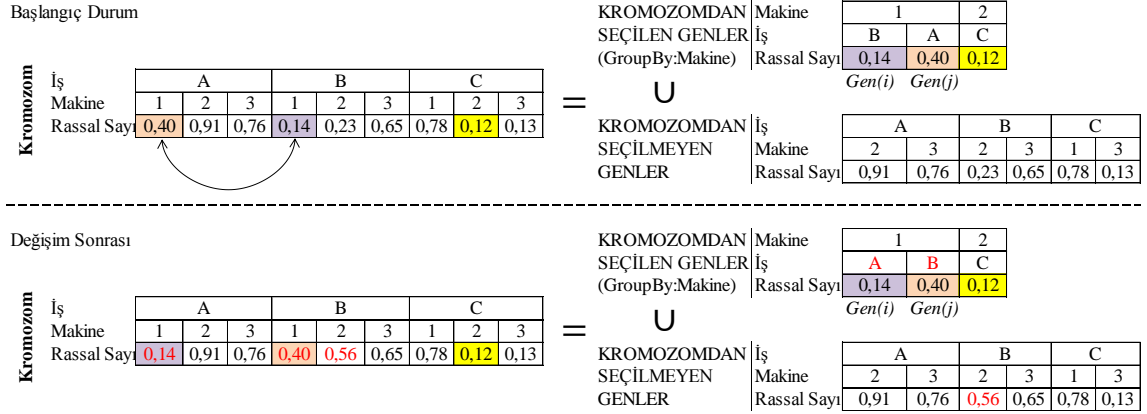 Başlangıç Durum
KROMOZOMDAN Makine 1 2
SEÇİLEN GENLER İş B A C
(GroupBy:Makine) Rassal Sayı 0,14 0,40 0,12
Gen(i) Gen(j)
Kromozom
İş A B C
Makine 1 2 3 1 2 3 1 2 3
Rassal Sayı 0,40 0,91 0,76 0,14 0,23 0,65 0,78 0,12 0,13
=
∪
KROMOZOMDAN İş A B C
SEÇİLMEYEN Makine 2 3 2 3 1 3
GENLER Rassal Sayı 0,91 0,76 0,23 0,65 0,78 0,13
Değişim Sonrası
KROMOZOMDAN Makine 1 2
SEÇİLEN GENLER İş A B C
(GroupBy:Makine) Rassal Sayı 0,14 0,40 0,12
Gen(i) Gen(j)
Kromozom
İş A B C
Makine 1 2 3 1 2 3 1 2 3
Rassal Sayı 0,14 0,91 0,76 0,40 0,56 0,65 0,78 0,12 0,13
=
∪
KROMOZOMDAN İş A B C
SEÇİLMEYEN Makine 2 3 2 3 1 3
GENLER Rassal Sayı 0,91 0,76 0,56 0,65 0,78 0,13